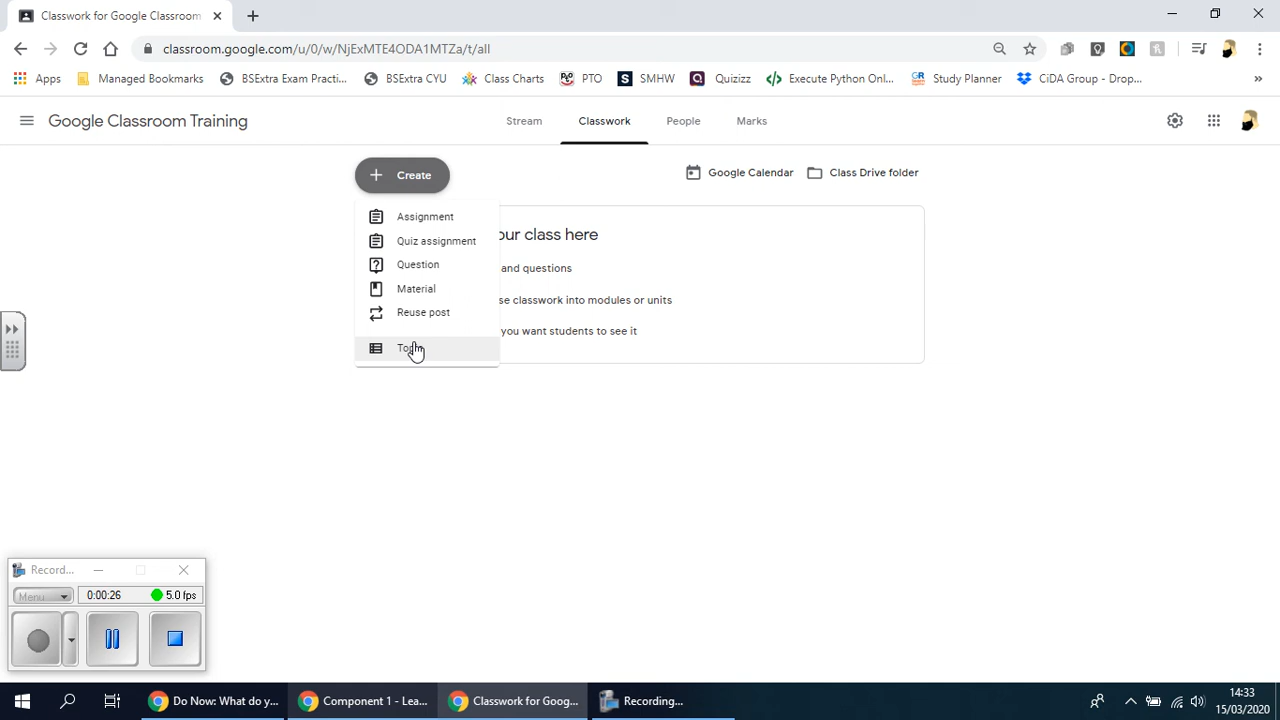 Classwork for Google Classroom
classroom.google.com/u/0/w/NjExMTE4ODA1MTZa/t/all
Apps
Managed Bookmarks
BSExtra Exam Practi...
BSExtra CYU
Class Charts
PTO
SMHW
Quizizz
Execute Python Onl...
Study Planner
CiDA Group - Drop...
Google Classroom Training
Stream
Classwork
People
Marks
Create
Google Calendar
Class Drive folder
Assignment
Quiz assignment
Question
Material
Reuse post
our class here
and questions
se classwork into modules or units
you want students to see it
Record...
Menu
0:00:26
5.0 fps
Do Now: What do y...
Component 1 - Lea...
Classwork for Goog...
Recording...
14:33
15/03/2020